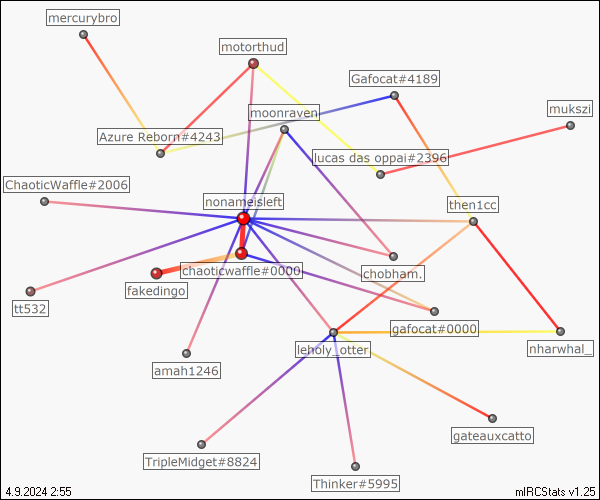 mercurybro
motorthud
Gafocat#4189
moonraven
mukszi
Azure Reborn#4243
lucas das oppai#2396
ChaoticWaffle#2006
nonameisleft
then1cc
chaoticwaffle#0000
chobham.
fakedingo
tt532
gafocat#0000
leholy_otter
nharwhal_
amah1246
gateauxcatto
TripleMidget#8824
Thinker#5995
4.9.2024 2:55
mIRCStats v1.25